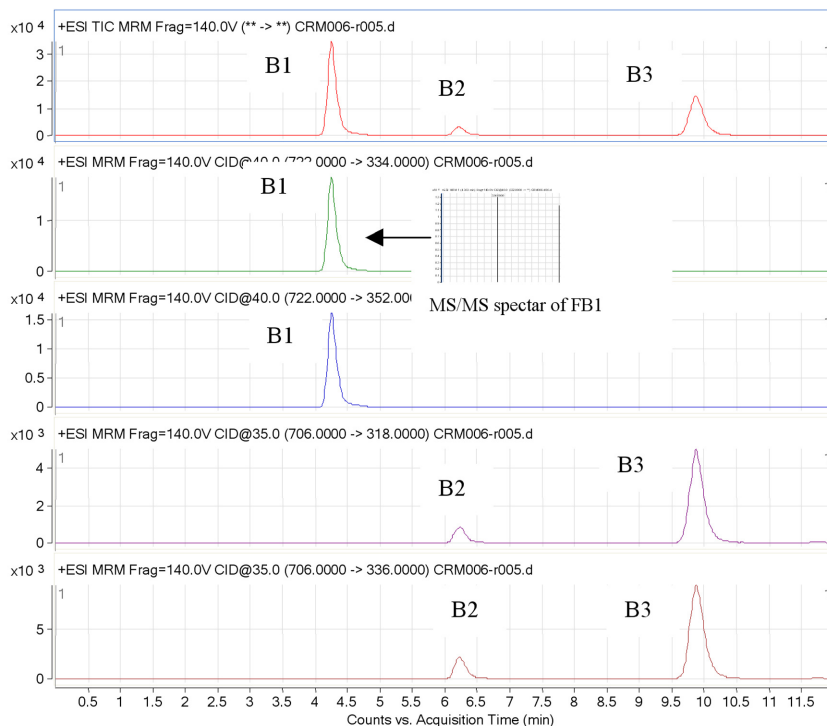 x10 4 +ESI TIC MRM Frag=140.0V (** -> **) CRM006-r005.d
1
B1 B2 B3
3
2
1
0
x10 4 +ESI MRM Frag=140.0V CID@40.0 (722.0000 -> 334.0000) CRM006-r005.d
1
B1
1
0
MS/MS spectar of FB1
x10 4 +ESI MRM Frag=140.0V CID@40.0 (722.0000 -> 352.00
1
B1
1.5
1
0.5
0
x10 3 +ESI MRM Frag=140.0V CID@35.0 (706.0000 -> 318.0000) CRM006-r005.d
1
B2 B3
4
2
0
x10 3 +ESI MRM Frag=140.0V CID@35.0 (706.0000 -> 336.0000) CRM006-r005.d
1
B2 B3
5
0
0.5 1 1.5 2 2.5 3 3.5 4 4.5 5 5.5 6 6.5 7 7.5 8 8.5 9 9.5 10 10.5 11 11.5
Counts vs. Acquisition Time (min)